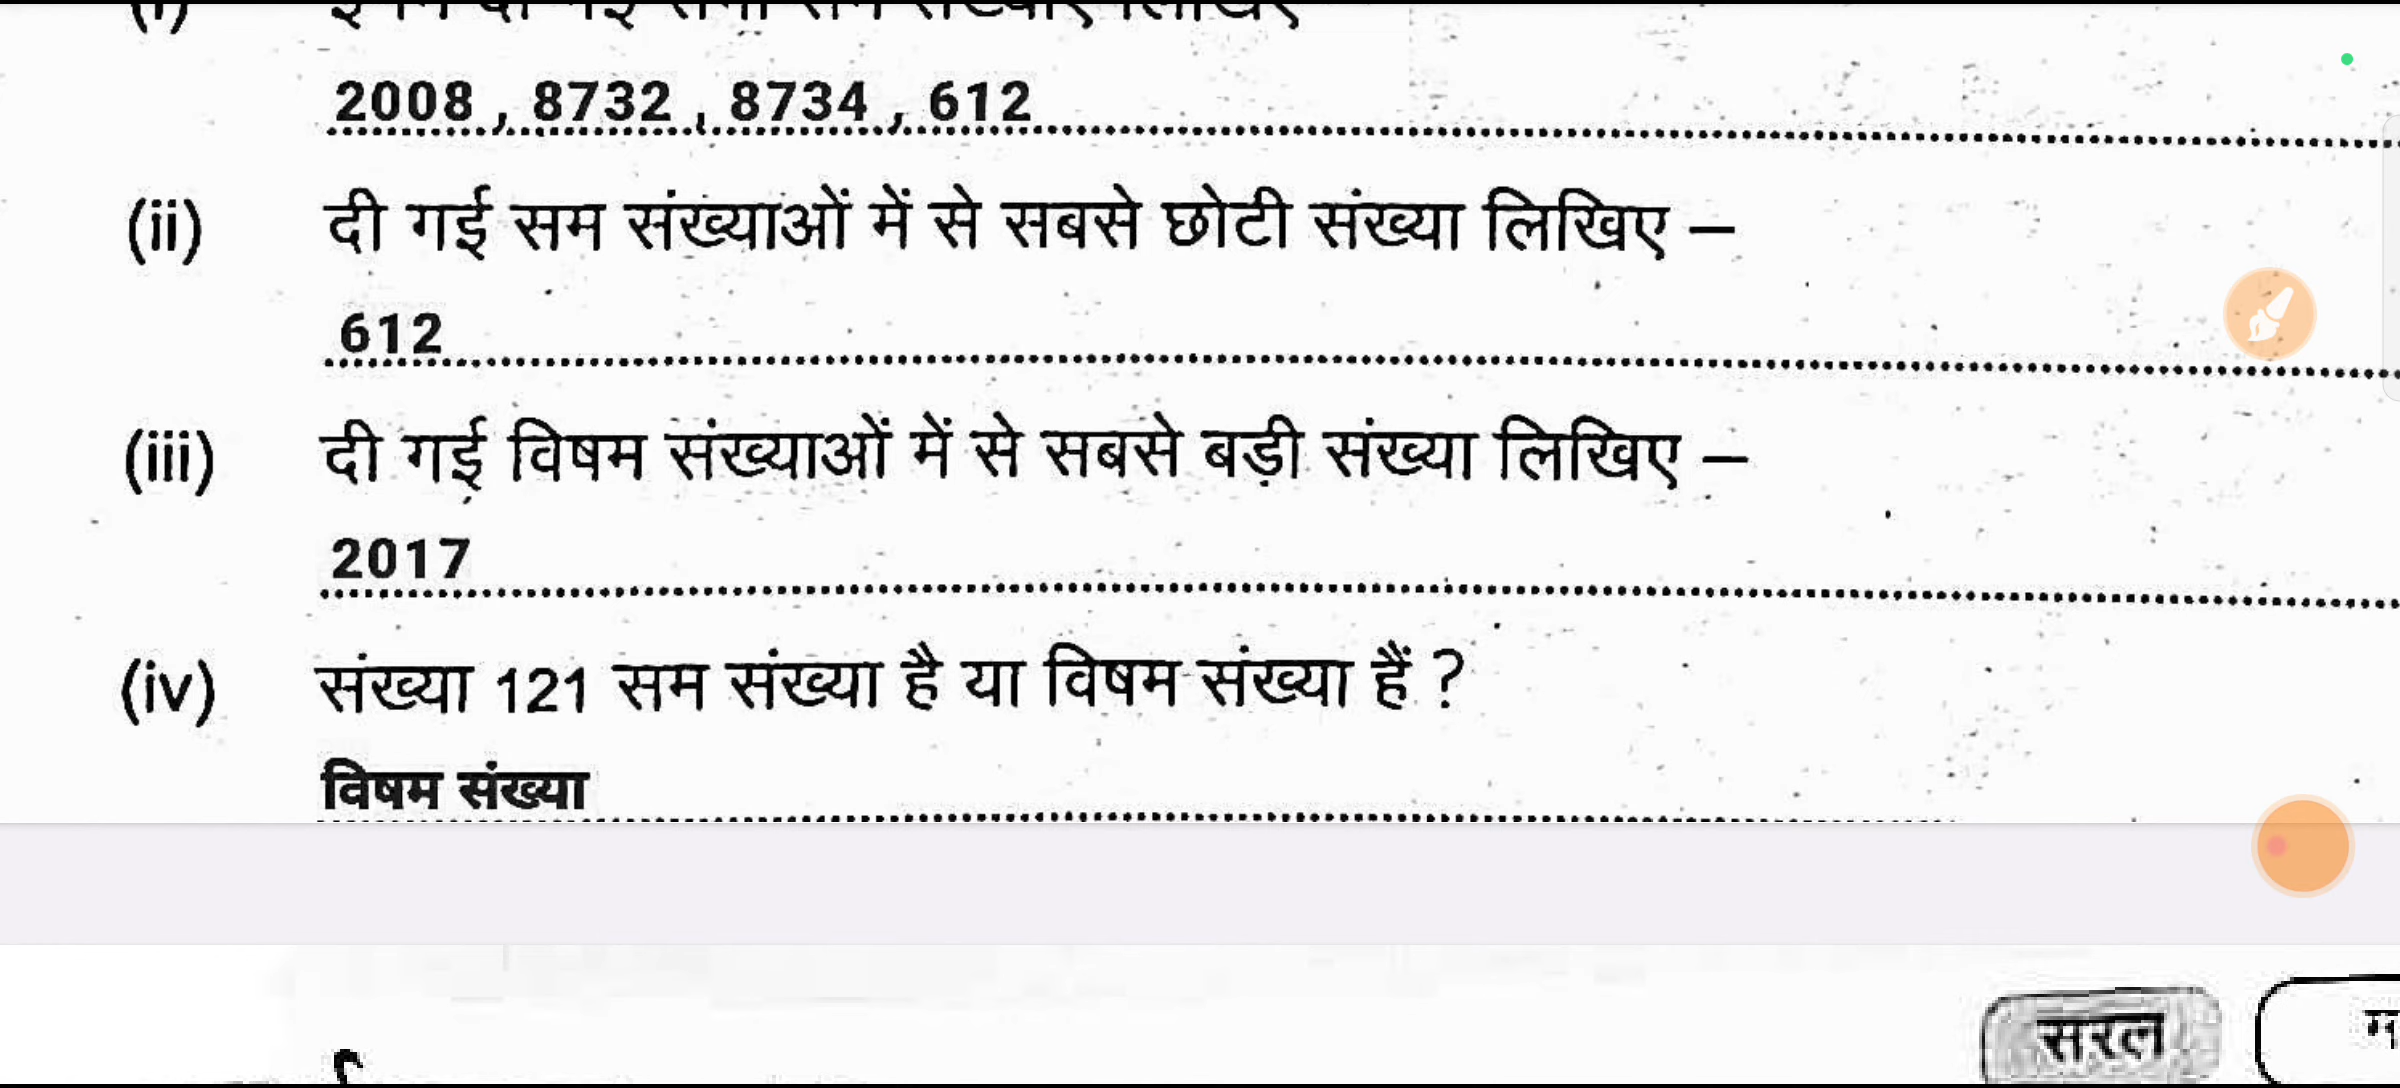 2008 , 8732 , 8734 , 612
(ii) दी गई सम संख्याओं में से सबसे छोटी संख्या लिखिए –
612
(iii) दी गई विषम संख्याओं में से सबसे बड़ी संख्या लिखिए –
2017
(iv) संख्या 121 सम संख्या है या विषम संख्या हैं ?
विषम संख्या
सरल